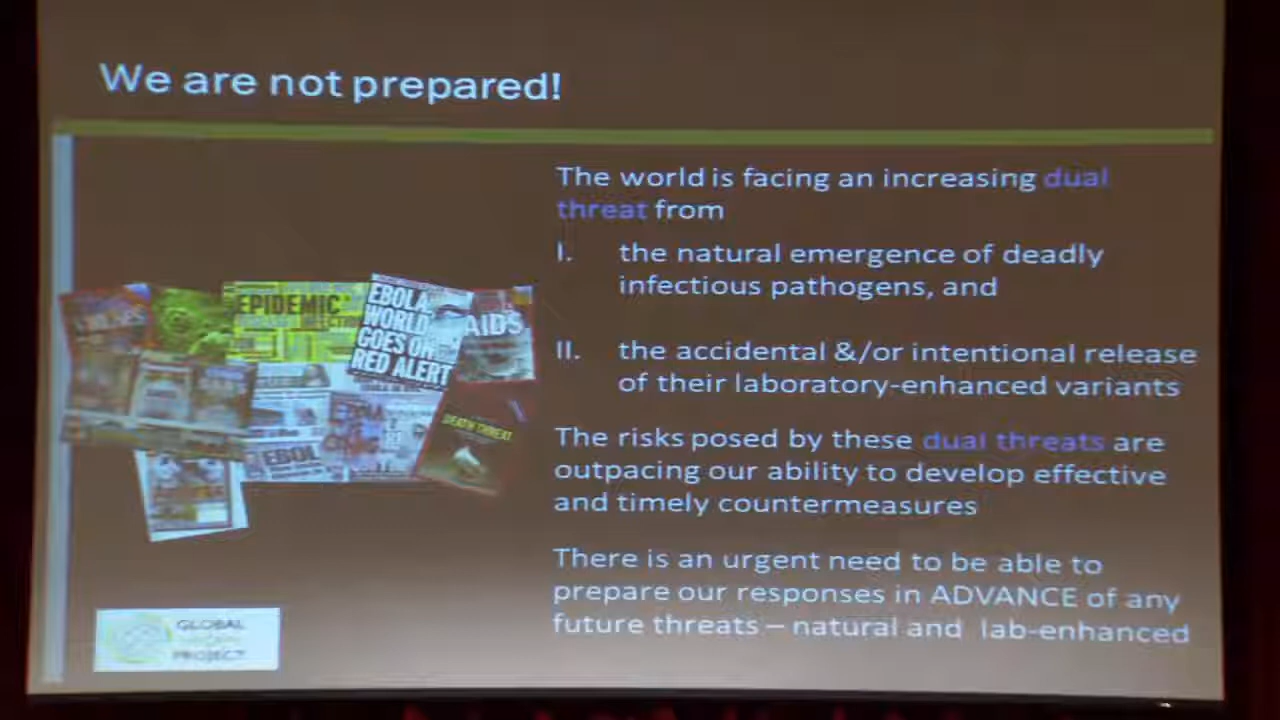 We are not prepared!
The world is facing an increasing dual
threat from
I. the natural emergence of deadly
infectious pathogens, and
II. the accidental &/or intentional release
of their laboratory-enhanced variants
The risks posed by these dual threats are
outpacing our ability to develop effective
and timely countermeasures
There is an urgent need to be able to
prepare our responses in ADVANCE of any
future threats – natural and lab-enhanced
EPIDEMIC
EBOLA:
WORLD
GOES ON
RED ALERT
AIDS
DEATH THREAT
EBOL
GLOBAL
PROJECT